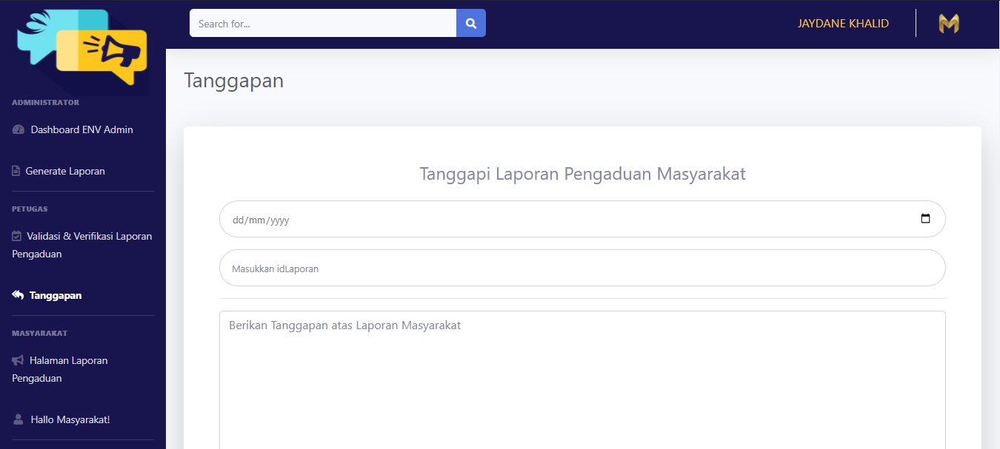 Search for...
JAYDANE KHALID
ADMINISTRATOR
Dashboard ENV Admin
Generate Laporan
PETUGAS
Validasi & Verifikasi Laporan
Pengaduan
Tanggapan
MASYARAKAT
Halaman Laporan
Pengaduan
Hallo Masyarakat!
Tanggapan
Tanggapi Laporan Pengaduan Masyarakat
dd/mm/yyyy
Masukkan idLaporan
Berikan Tanggapan atas Laporan Masyarakat